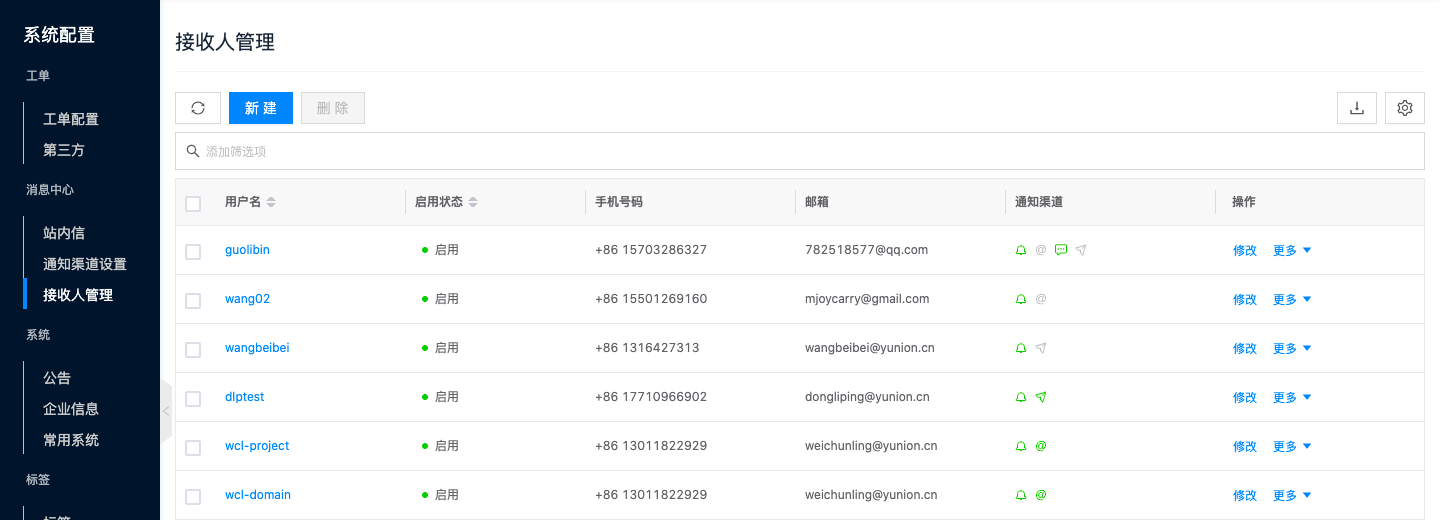 系统配置
工单
工单配置
第三方
消息中心
站内信
通知渠道设置
接收人管理
系统
公告
企业信息
常用系统
标签
接收人管理
新 建 删 除
添加筛选项
用户名 启用状态 手机号码 邮箱 通知渠道 操作
guolibin 启用 +86 15703286327 782518577@qq.com @ 修改 更多
wang02 启用 +86 15501269160 mjoycarry@gmail.com @ 修改 更多
wangbeibei 启用 +86 1316427313 wangbeibei@yunion.cn 修改 更多
dlptest 启用 +86 17710966902 dongliping@yunion.cn 修改 更多
wcl-project 启用 +86 13011822929 weichunling@yunion.cn @ 修改 更多
wcl-domain 启用 +86 13011822929 weichunling@yunion.cn @ 修改 更多